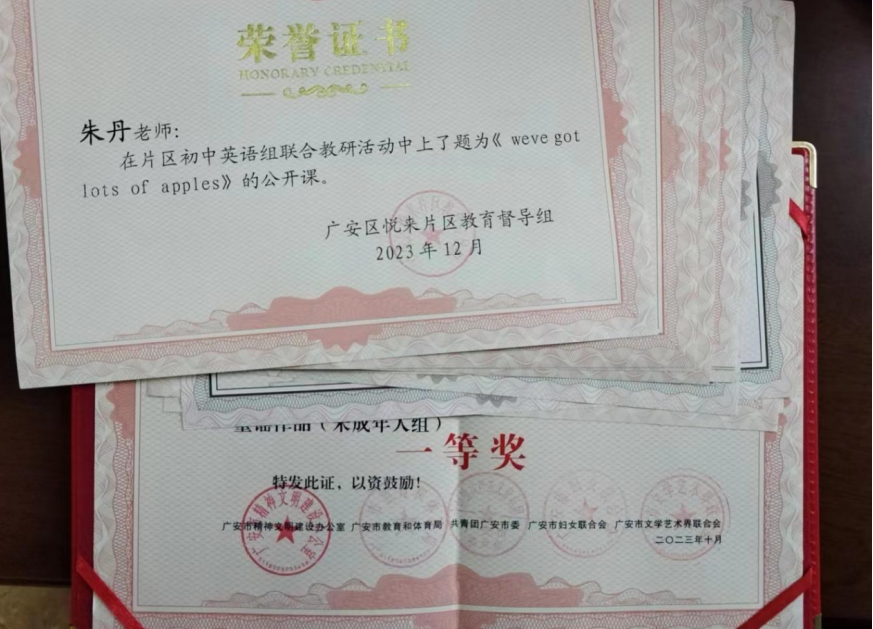 荣誉证书
HONORARY CREDENTIAL
朱丹老师：
在片区初中英语组联合教研活动中上了题为《 weve got
lots of apples》的公开课。
广安区悦来片区教育督导组
2023 年 12 月
童谣作品（未成年人组）
一等奖
特发此证，以资鼓励！
广安市精神文明建设办公室 广安市教育和体育局 共青团广安市委 广安市妇女联合会 广安市文学艺术界联合会
二〇二三年十月